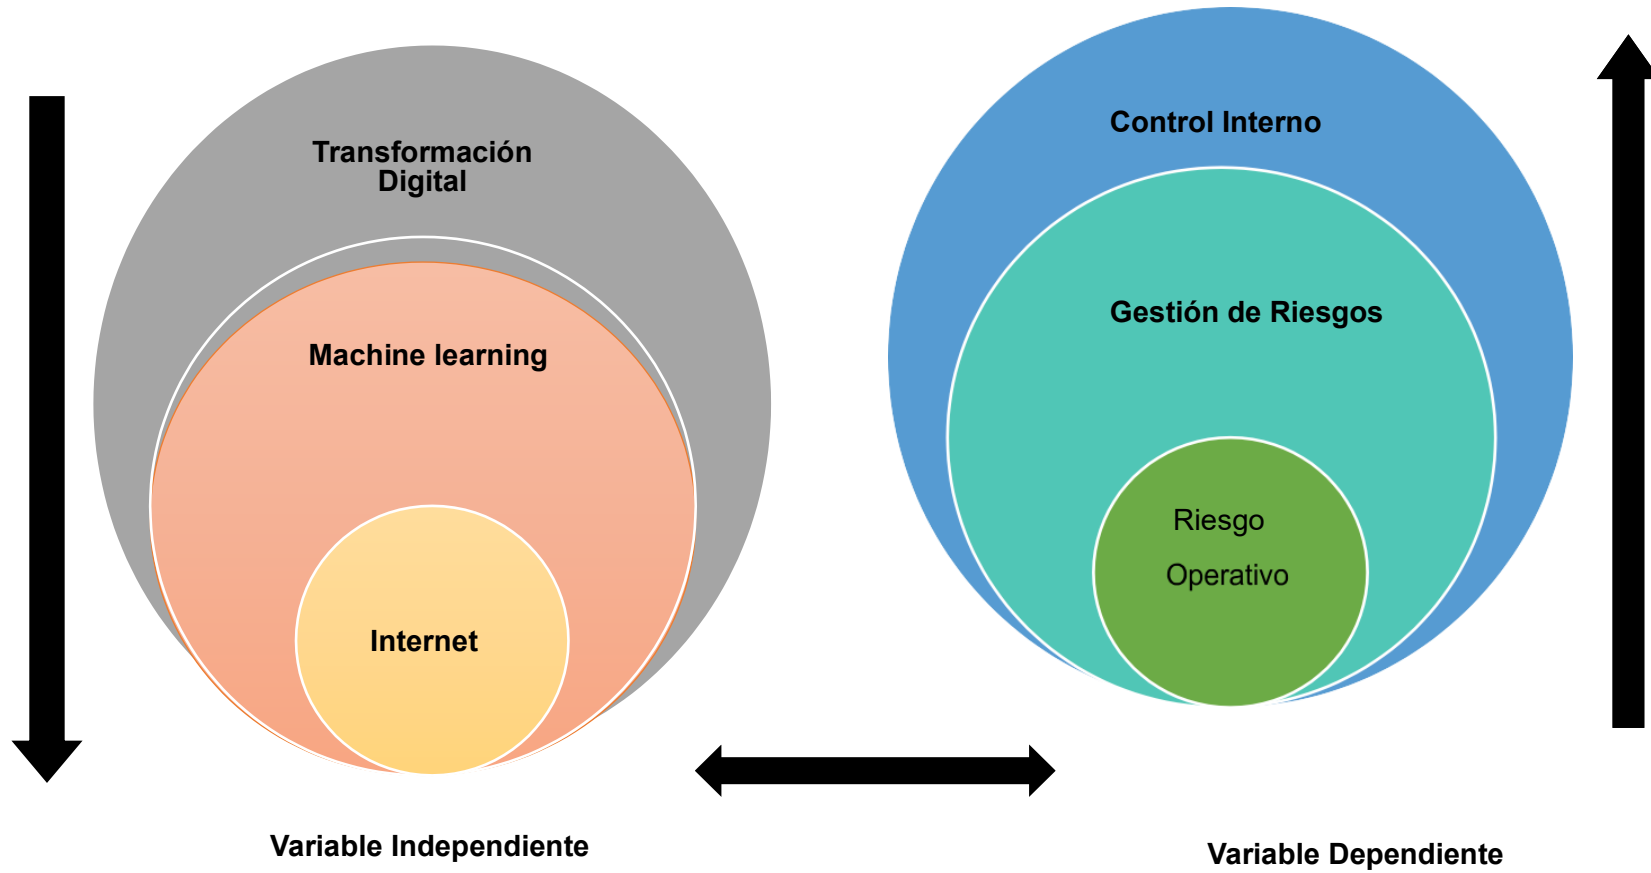 Transformación
Digital
Machine learning
Internet
Variable Independiente
Control Interno
Gestión de Riesgos
Riesgo
Operativo
Variable Dependiente